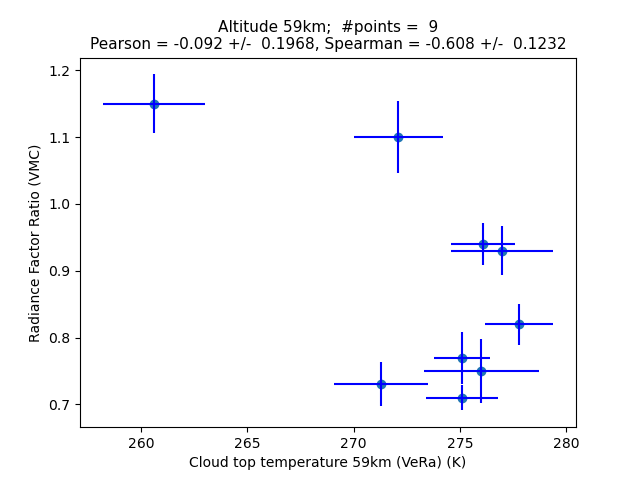 Altitude 59km;  #points =  9
Pearson = -0.092 +/-  0.1968, Spearman = -0.608 +/-  0.1232
1.2
1.1
1.0
0.9
0.8
0.7
Radiance Factor Ratio (VMC)
260
265
270
275
280
Cloud top temperature 59km (VeRa) (K)